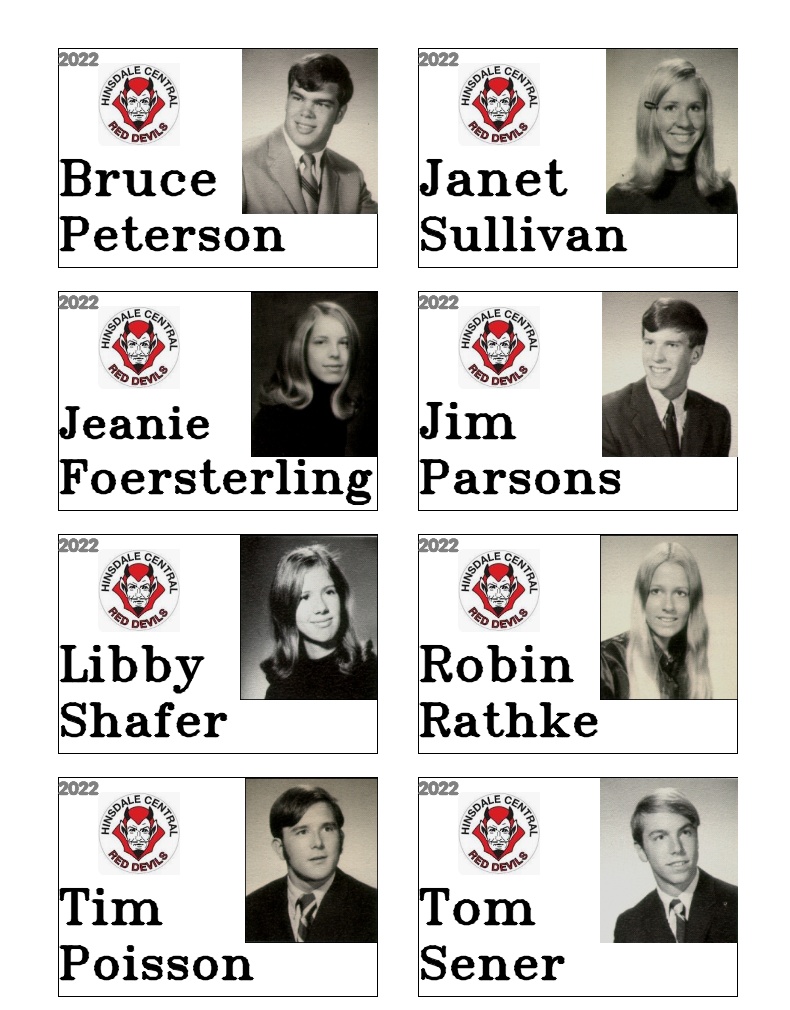 2022
HINSDALE CENTRAL
RED DEVILS
Bruce
Peterson
2022
HINSDALE CENTRAL
RED DEVILS
Janet
Sullivan
2022
HINSDALE CENTRAL
RED DEVILS
Jeanie
Foersterling
2022
HINSDALE CENTRAL
RED DEVILS
Jim
Parsons
2022
HINSDALE CENTRAL
RED DEVILS
Libby
Shafer
2022
HINSDALE CENTRAL
RED DEVILS
Robin
Rathke
2022
HINSDALE CENTRAL
RED DEVILS
Tim
Poisson
2022
HINSDALE CENTRAL
RED DEVILS
Tom
Sener